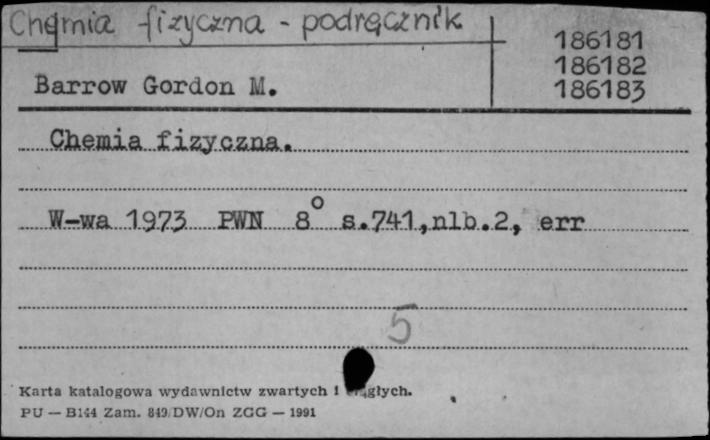 Chemia fizyczna - podręcznik
186181
186182
Barrow Gordon M.
186183
Chemia fizyczna.
W-wa 1973 PWN 8° s.741,nlb.2, err
5
Karta katalogowa wydawnictw zwartych i ciągłych.
PU — B144 Zam. 849/DW/On ZGG — 1991